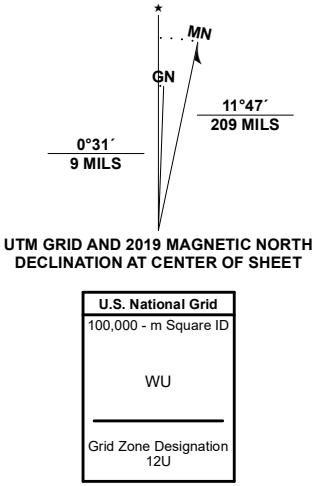 ★
MN
GN
11°47´
209 MILS
0°31´
9 MILS
UTM GRID AND 2019 MAGNETIC NORTH
DECLINATION AT CENTER OF SHEET
U.S. National Grid
100,000 - m Square ID
WU
Grid Zone Designation
12U